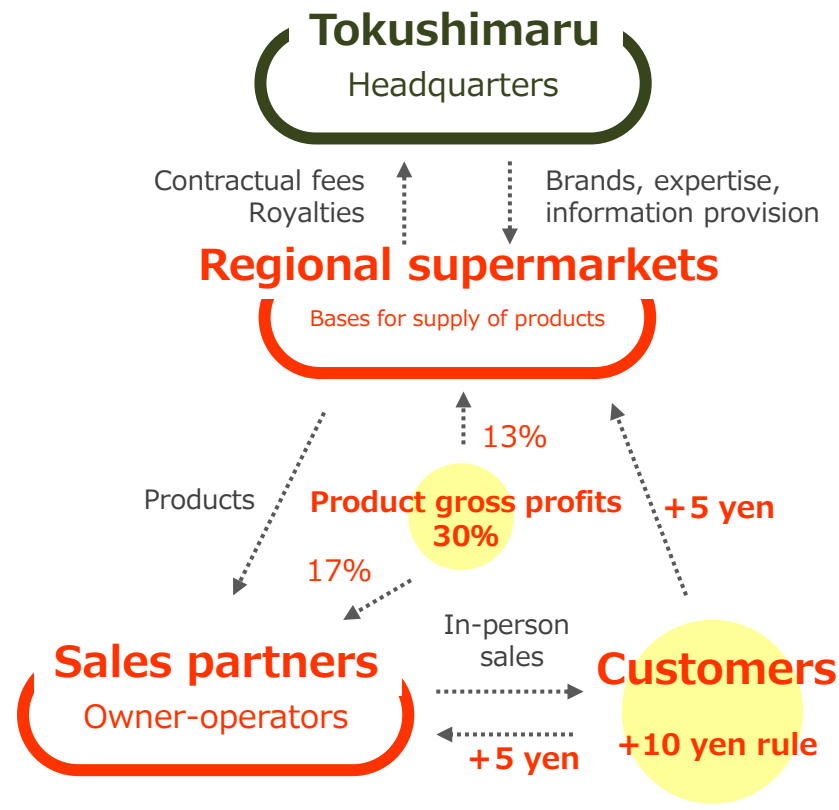 Tokushimaru
Headquarters
Contractual fees
Royalties
Brands, expertise,
information provision
Regional supermarkets
Bases for supply of products
13%
Products
Product gross profits
30%
+5 yen
17%
In-person
sales
Sales partners
Owner-operators
Customers
+10 yen rule
+5 yen